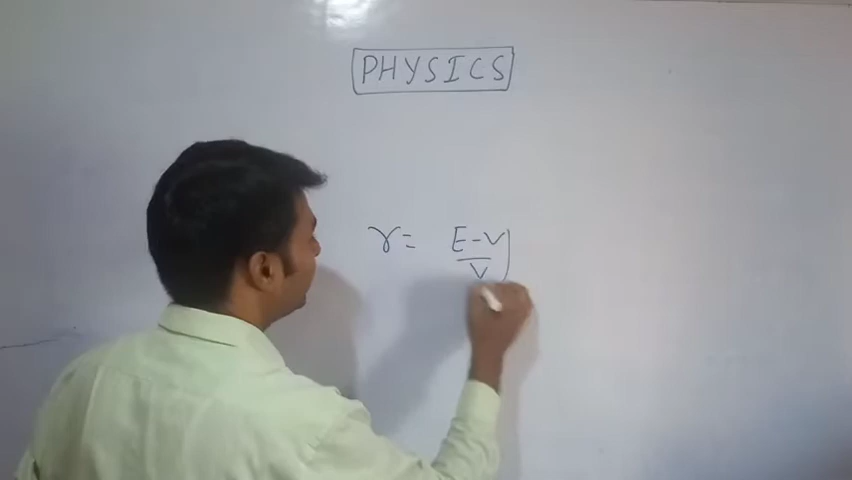 PHYSICS
r = E-V)
V